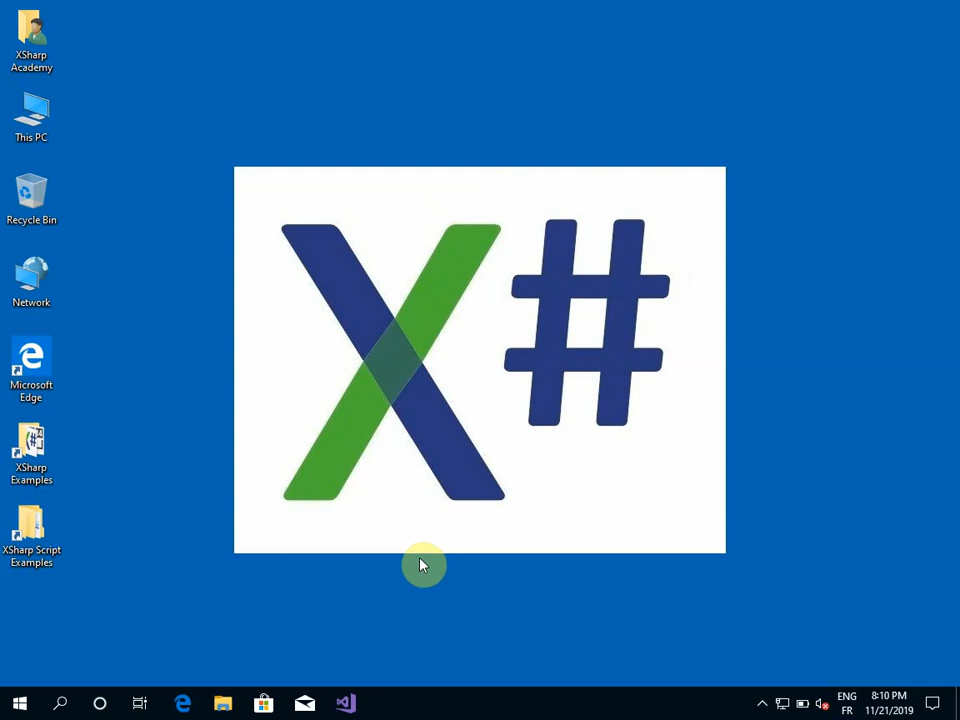 XSharp
Academy
This PC
Recycle Bin
Network
Microsoft
Edge
XSharp
Examples
XSharp Script
Examples
X#
ENG
FR
8:10 PM
11/21/2019